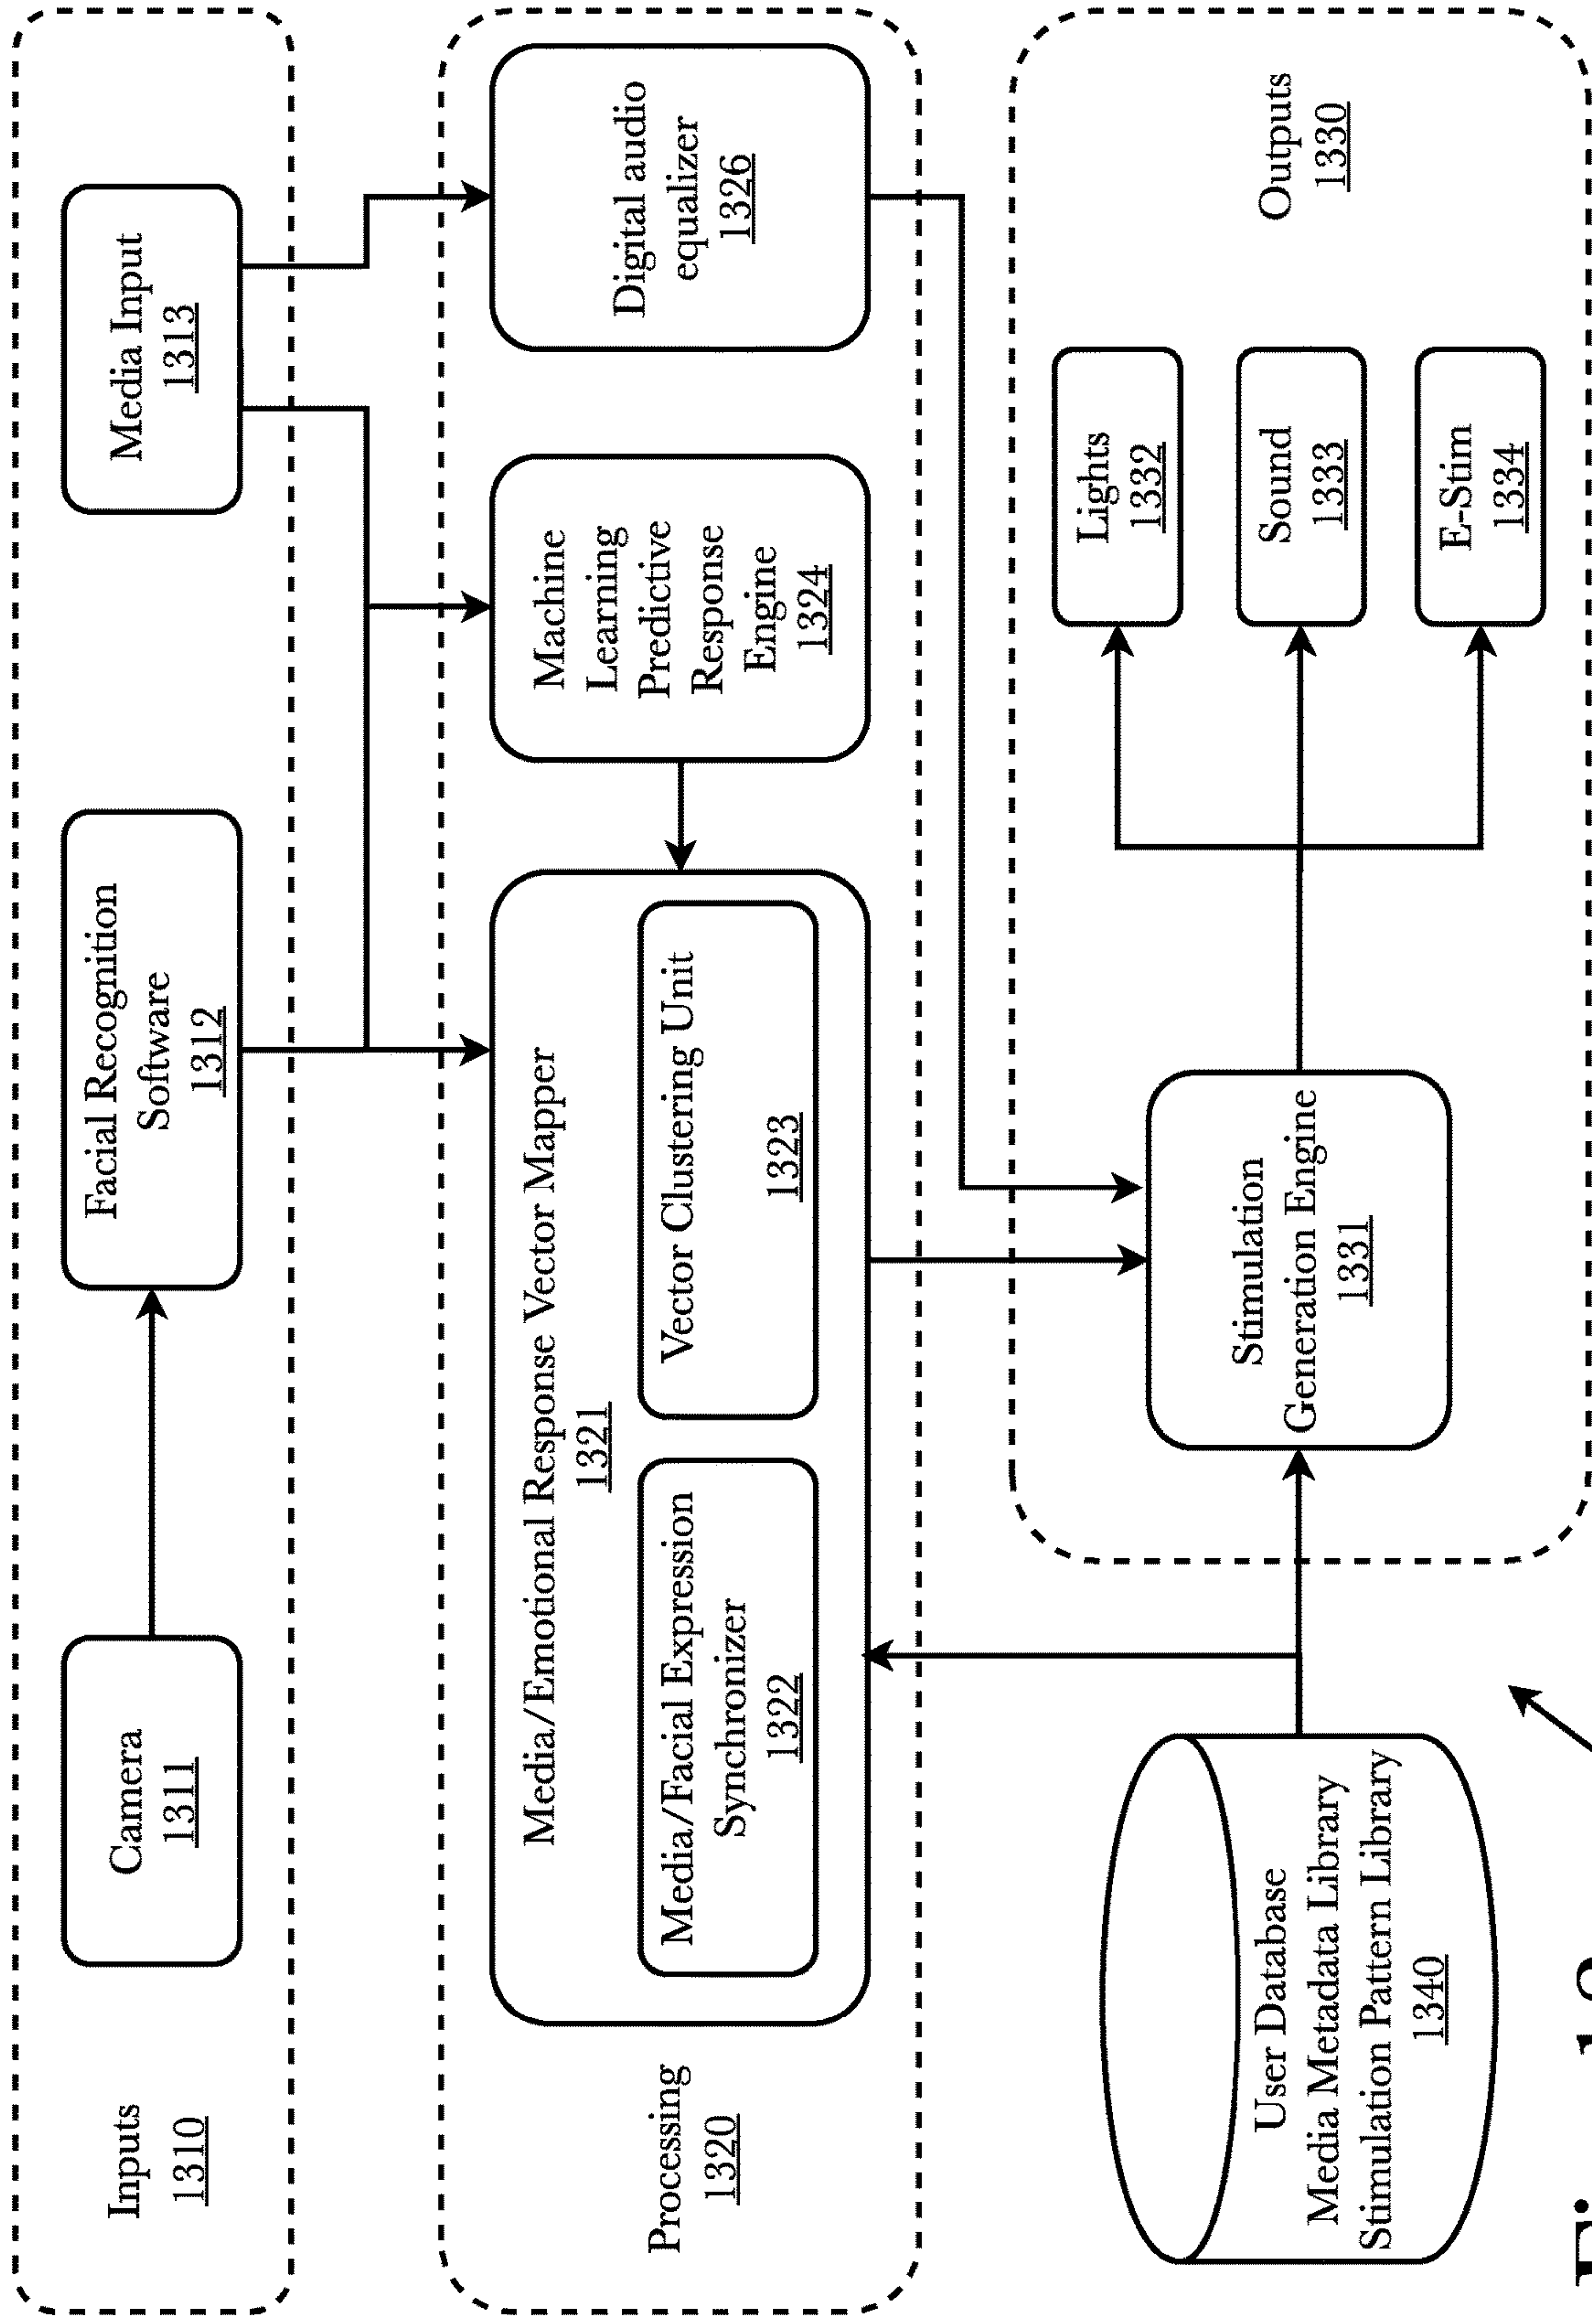 Inputs
1310
Camera
1311
Facial Recognition
Software
1312
Media Input
1313
Processing
1320
Media/Emotional Response Vector Mapper
1321
Media/Facial Expression
Synchronizer
1322
Vector Clustering Unit
1323
Machine
Learning
Predictive
Response
Engine
1324
Digital audio
equalizer
1326
User Database
Media Metadata Library
Stimulation Pattern Library
1340
Stimulation
Generation Engine
1331
Lights
1332
Sound
1333
E-Stim
1334
Outputs
1330